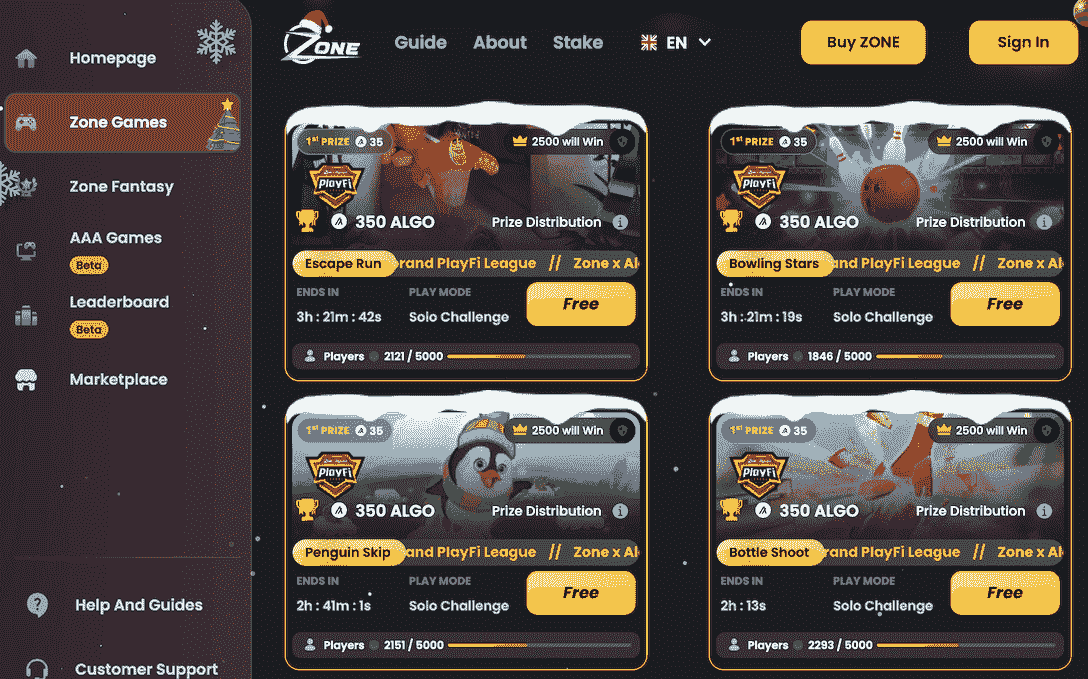 Homepage
Zone Games
Zone Fantasy
AAA Games
Beta
Leaderboard
Beta
Marketplace
Help And Guides
Customer Support
ZONE
Guide
About
Stake
EN
Buy ZONE
Sign In
1st PRIZE 35
2500 will Win
PlayFi
350 ALGO
Prize Distribution
Escape Run rand PlayFi League // Zone x Al
ENDS IN
PLAY MODE
3h : 21m : 42s
Solo Challenge
Free
Players 2121 / 5000
1st PRIZE 35
2500 will Win
PlayFi
350 ALGO
Prize Distribution
Bowling Stars and PlayFi League // Zone x Al
ENDS IN
PLAY MODE
3h : 21m : 19s
Solo Challenge
Free
Players 1846 / 5000
1st PRIZE 35
2500 will Win
PlayFi
350 ALGO
Prize Distribution
Penguin Skip and PlayFi League // Zone x Al
ENDS IN
PLAY MODE
2h : 41m : 1s
Solo Challenge
Free
Players 2151 / 5000
1st PRIZE 35
2500 will Win
PlayFi
350 ALGO
Prize Distribution
Bottle Shoot rand PlayFi League // Zone x Al
ENDS IN
PLAY MODE
2h : 13s
Solo Challenge
Free
Players 2293 / 5000